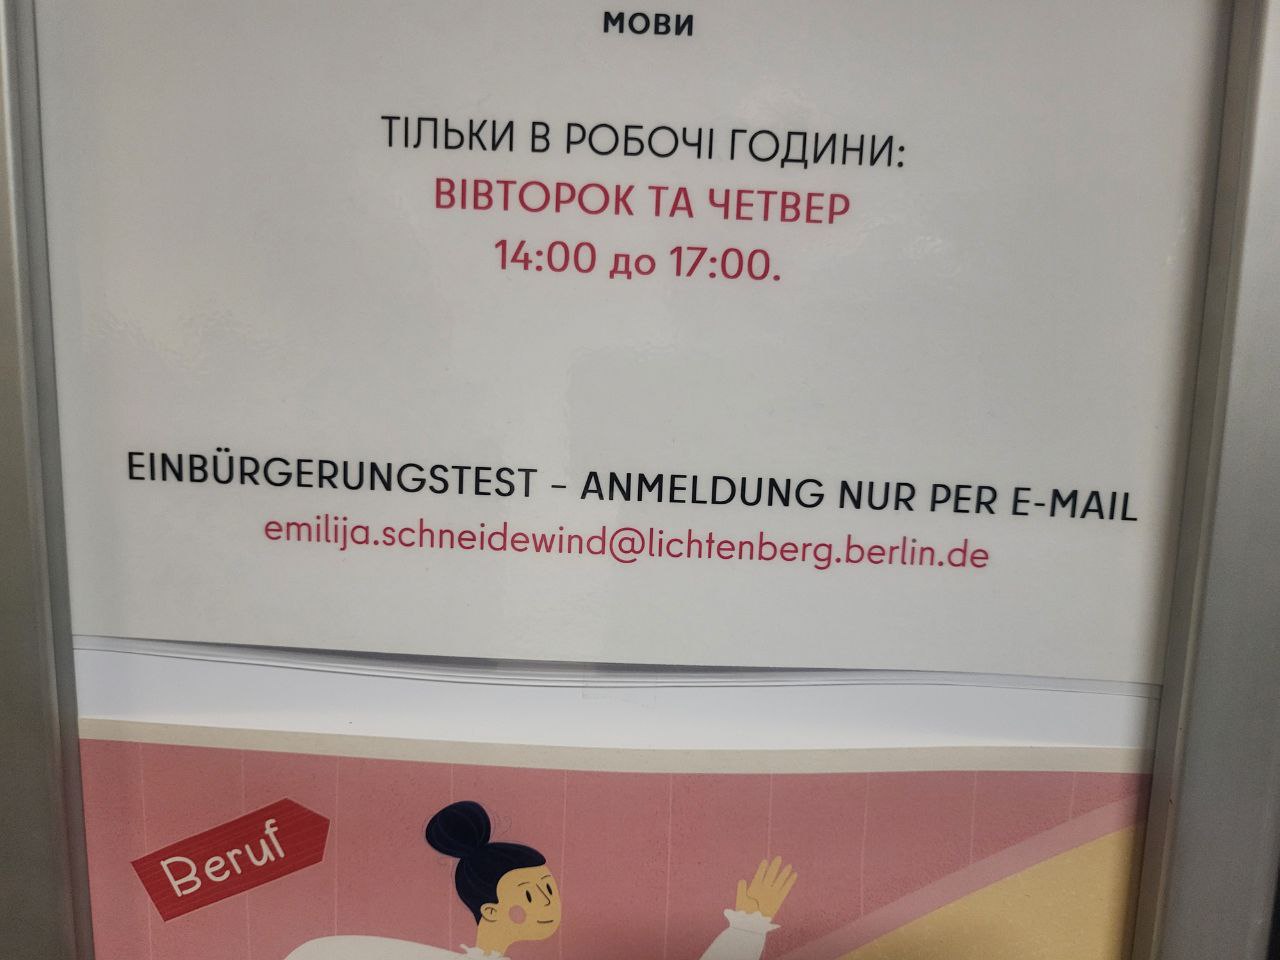 МОВИ
ТІЛЬКИ В РОБОЧІ ГОДИНИ:
ВІВТОРОК ТА ЧЕТВЕР
14:00 до 17:00.
EINBÜRGERUNGSTEST – ANMELDUNG NUR PER E-MAIL
emilija.schneidewind@lichtenberg.berlin.de
Beruf